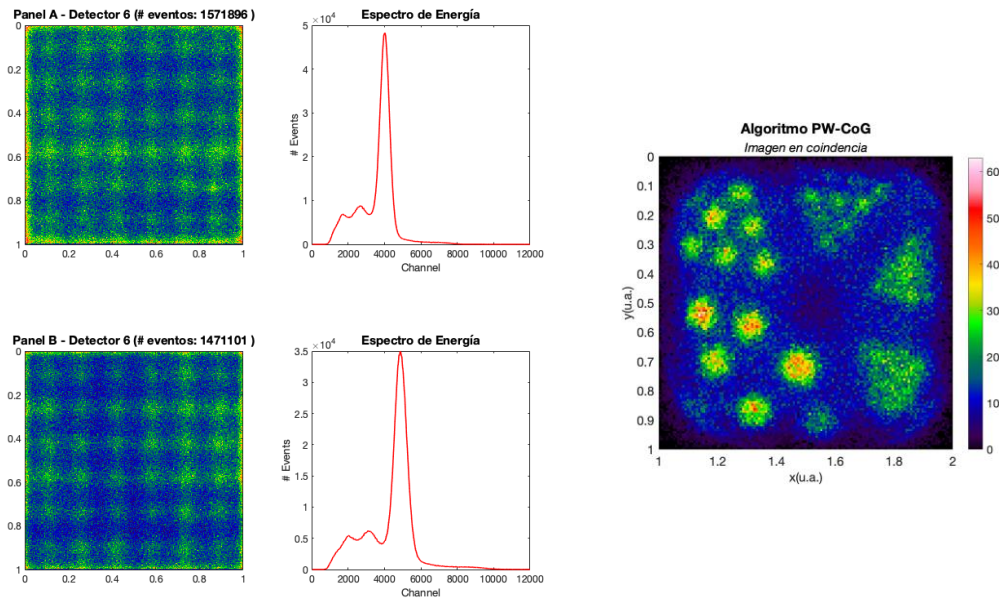 Panel A - Detector 6 (# eventos: 1571896 )
0
0.2
0.4
0.6
0.8
1
0 0.2 0.4 0.6 0.8 1
Espectro de Energía
×10⁴
5
4
3
2
1
0
# Events
0 2000 4000 6000 8000 10000 12000
Channel
Panel B - Detector 6 (# eventos: 1471101 )
0
0.2
0.4
0.6
0.8
1
0 0.2 0.4 0.6 0.8 1
Espectro de Energía
×10⁴
3.5
3
2.5
2
1.5
1
0.5
0
# Events
0 2000 4000 6000 8000 10000 12000
Channel
Algoritmo PW-CoG
Imagen en coindencia
0
0.1
0.2
0.3
0.4
0.5
0.6
0.7
0.8
0.9
1
y(u.a.)
1 1.2 1.4 1.6 1.8 2
x(u.a.)
60
50
40
30
20
10
0